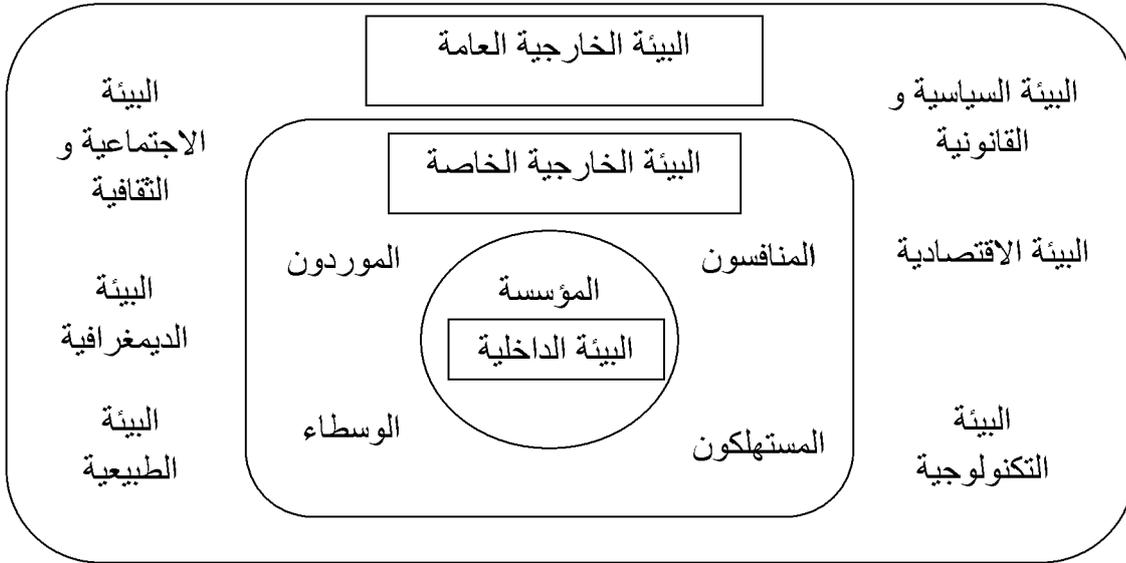 البيئة الخارجية العامة
البيئة السياسية و
القانونية
البيئة الاقتصادية
البيئة
التكنولوجية
البيئة
الاجتماعية و
الثقافية
البيئة
الديمغرافية
البيئة
الطبيعية
البيئة الخارجية الخاصة
المنافسون
الموردون
المستهلكون
الوسطاء
المؤسسة
البيئة الداخلية